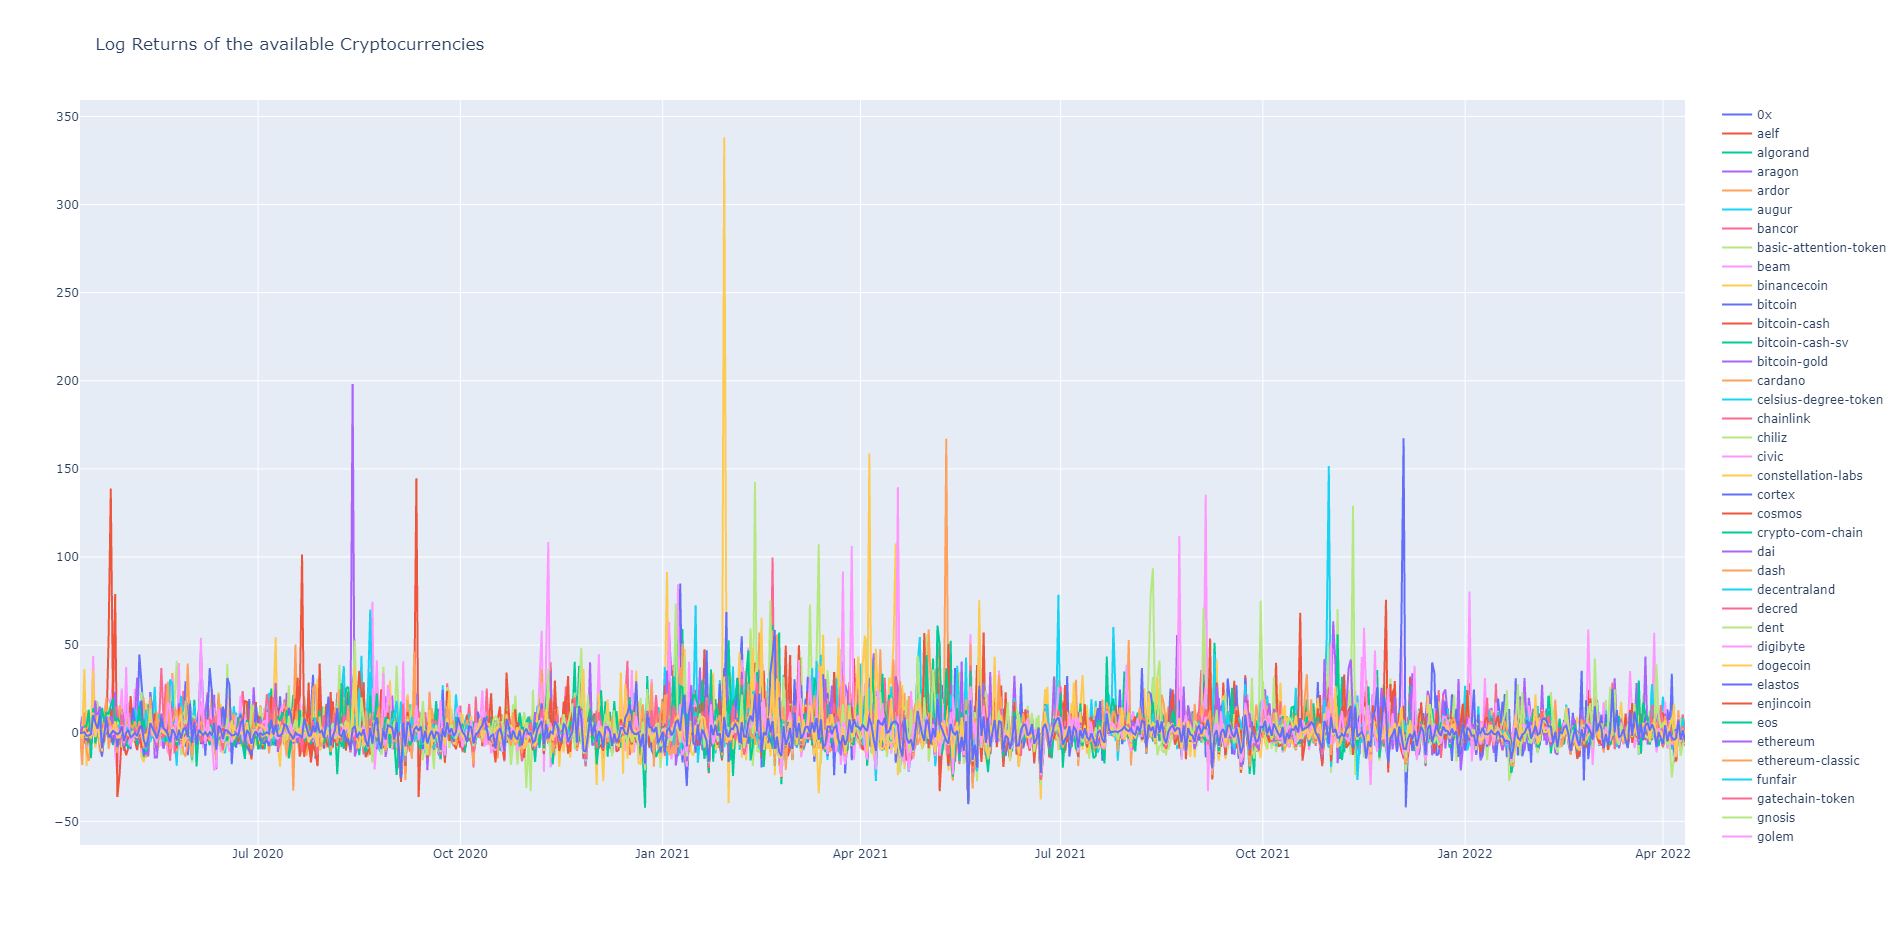 Log Returns of the available Cryptocurrencies
350
300
250
200
150
100
50
0
−50
Jul 2020
Oct 2020
Jan 2021
Apr 2021
Jul 2021
Oct 2021
Jan 2022
Apr 2022
0x
aelf
algorand
aragon
ardor
augur
bancor
basic-attention-token
beam
binancecoin
bitcoin
bitcoin-cash
bitcoin-cash-sv
bitcoin-gold
cardano
celsius-degree-token
chainlink
chiliz
civic
constellation-labs
cortex
cosmos
crypto-com-chain
dai
dash
decentraland
decred
dent
digibyte
dogecoin
elastos
enjincoin
eos
ethereum
ethereum-classic
funfair
gatechain-token
gnosis
golem